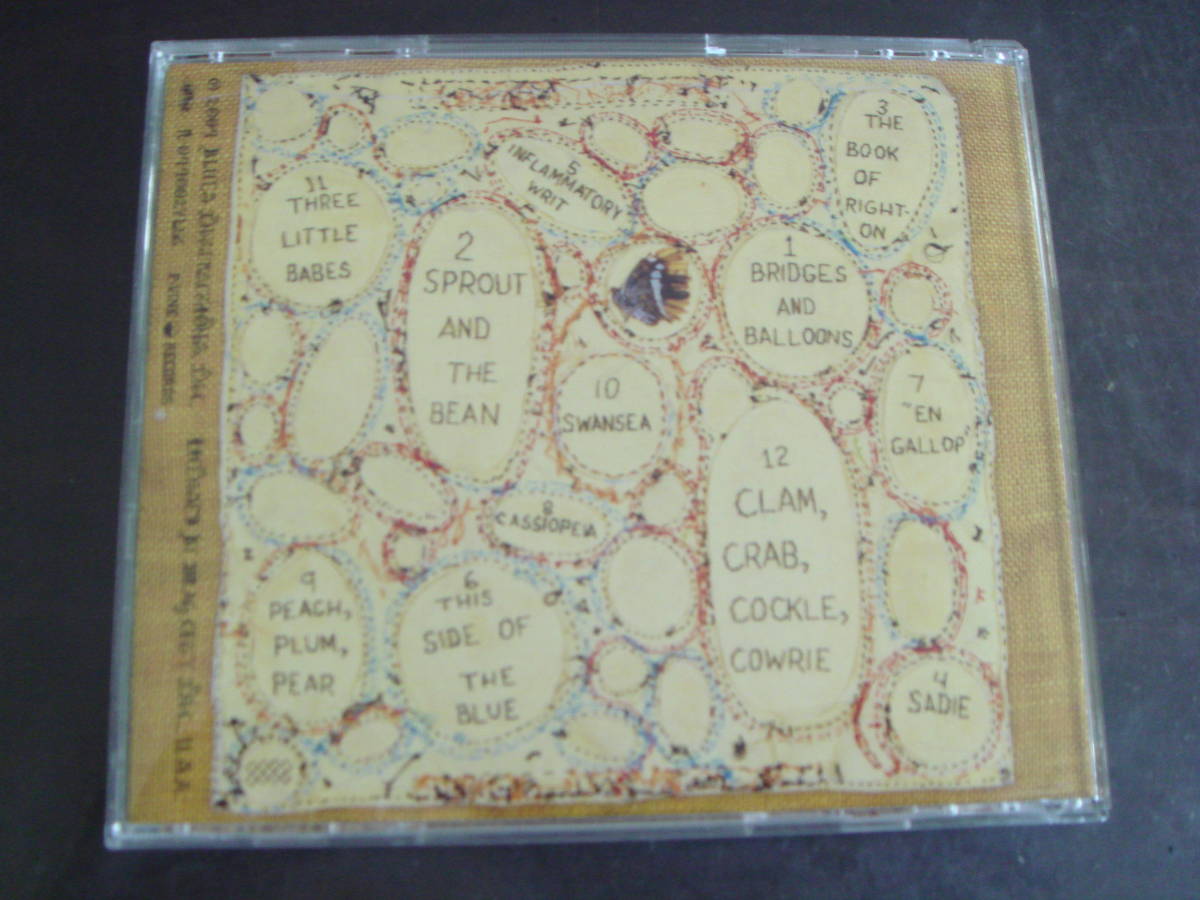 3
THE
BOOK
OF
RIGHT-
ON
5
INFLAMMATORY
WRIT
11
THREE
LITTLE
BABES
2
SPROUT
AND
THE
BEAN
1
BRIDGES
AND
BALLOONS
10
SWANSEA
7
"EN
GALLOP"
12
CLAM,
CRAB,
COCKLE,
COWRIE
8
CASSIOPEIA
9
PEACH,
PLUM,
PEAR
6
THIS
SIDE OF
THE
BLUE
4
SADIE
RECORDS